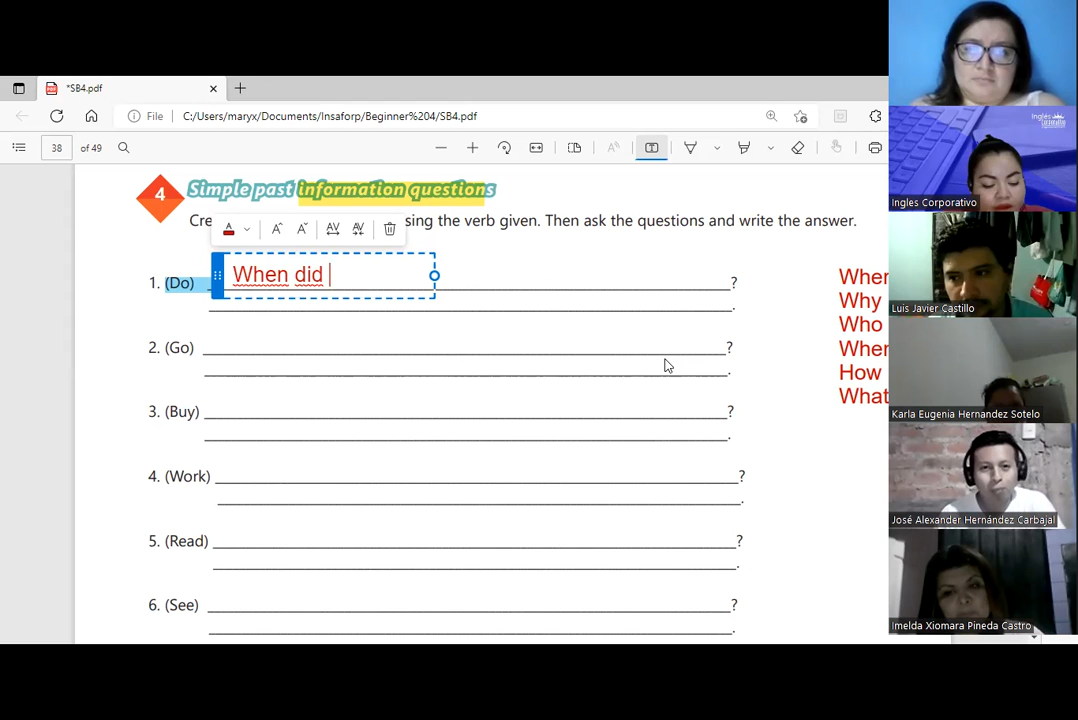 *SB4.pdf
File C:/Users/maryx/Documents/Insaforp/Beginner%204/SB4.pdf
38 of 49
4 Simple past information questions
Cre sing the verb given. Then ask the questions and write the answer.
1. (Do) When did ?
.
2. (Go) ?
.
3. (Buy) ?
.
4. (Work) ?
.
5. (Read) ?
.
6. (See) ?
.
Why
Who
How
What
Ingles Corporativo
Luis Javier Castillo
Karla Eugenia Hernandez Sotelo
José Alexander Hernández Carbajal
Imelda Xiomara Pineda Castro